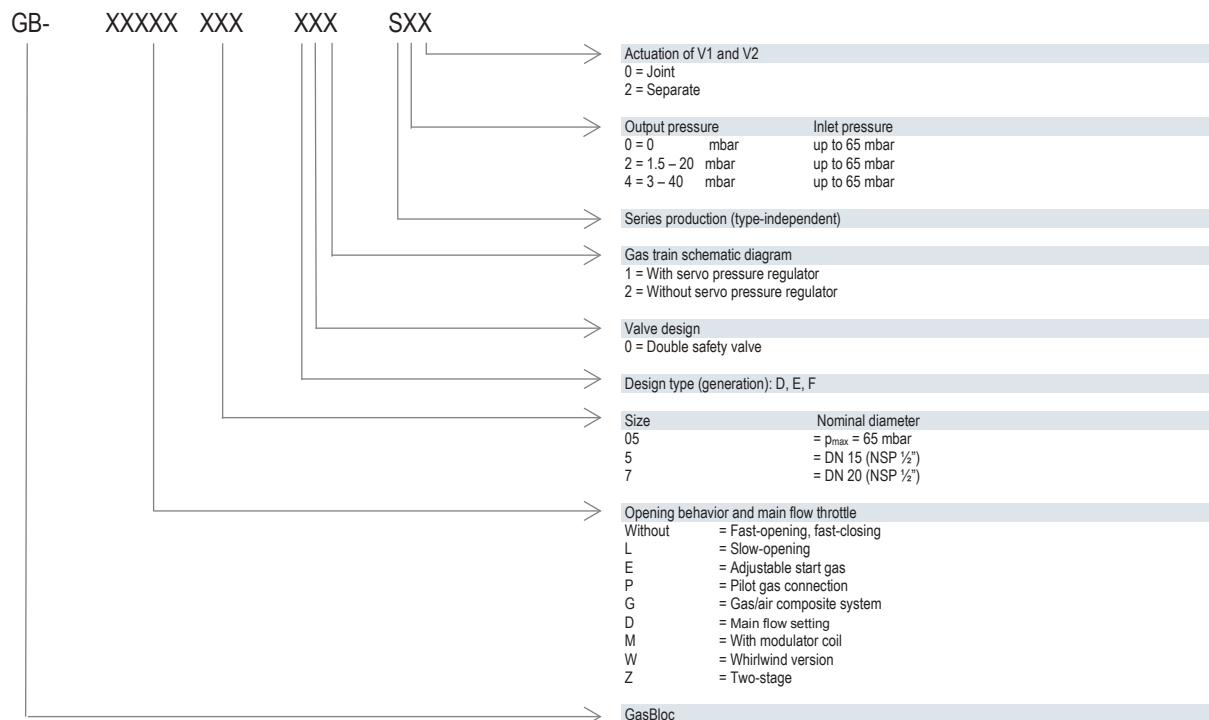 GB- XXXXX XXX XXX SXX
Actuation of V1 and V2
0 = Joint
2 = Separate
Output pressure Inlet pressure
0 = 0 mbar up to 65 mbar
2 = 1.5 – 20 mbar up to 65 mbar
4 = 3 – 40 mbar up to 65 mbar
Series production (type-independent)
Gas train schematic diagram
1 = With servo pressure regulator
2 = Without servo pressure regulator
Valve design
0 = Double safety valve
Design type (generation): D, E, F
Size Nominal diameter
05 = pmax = 65 mbar
5 = DN 15 (NSP ½")
7 = DN 20 (NSP ½")
Opening behavior and main flow throttle
Without = Fast-opening, fast-closing
L = Slow-opening
E = Adjustable start gas
P = Pilot gas connection
G = Gas/air composite system
D = Main flow setting
M = With modulator coil
W = Whirlwind version
Z = Two-stage
GasBloc